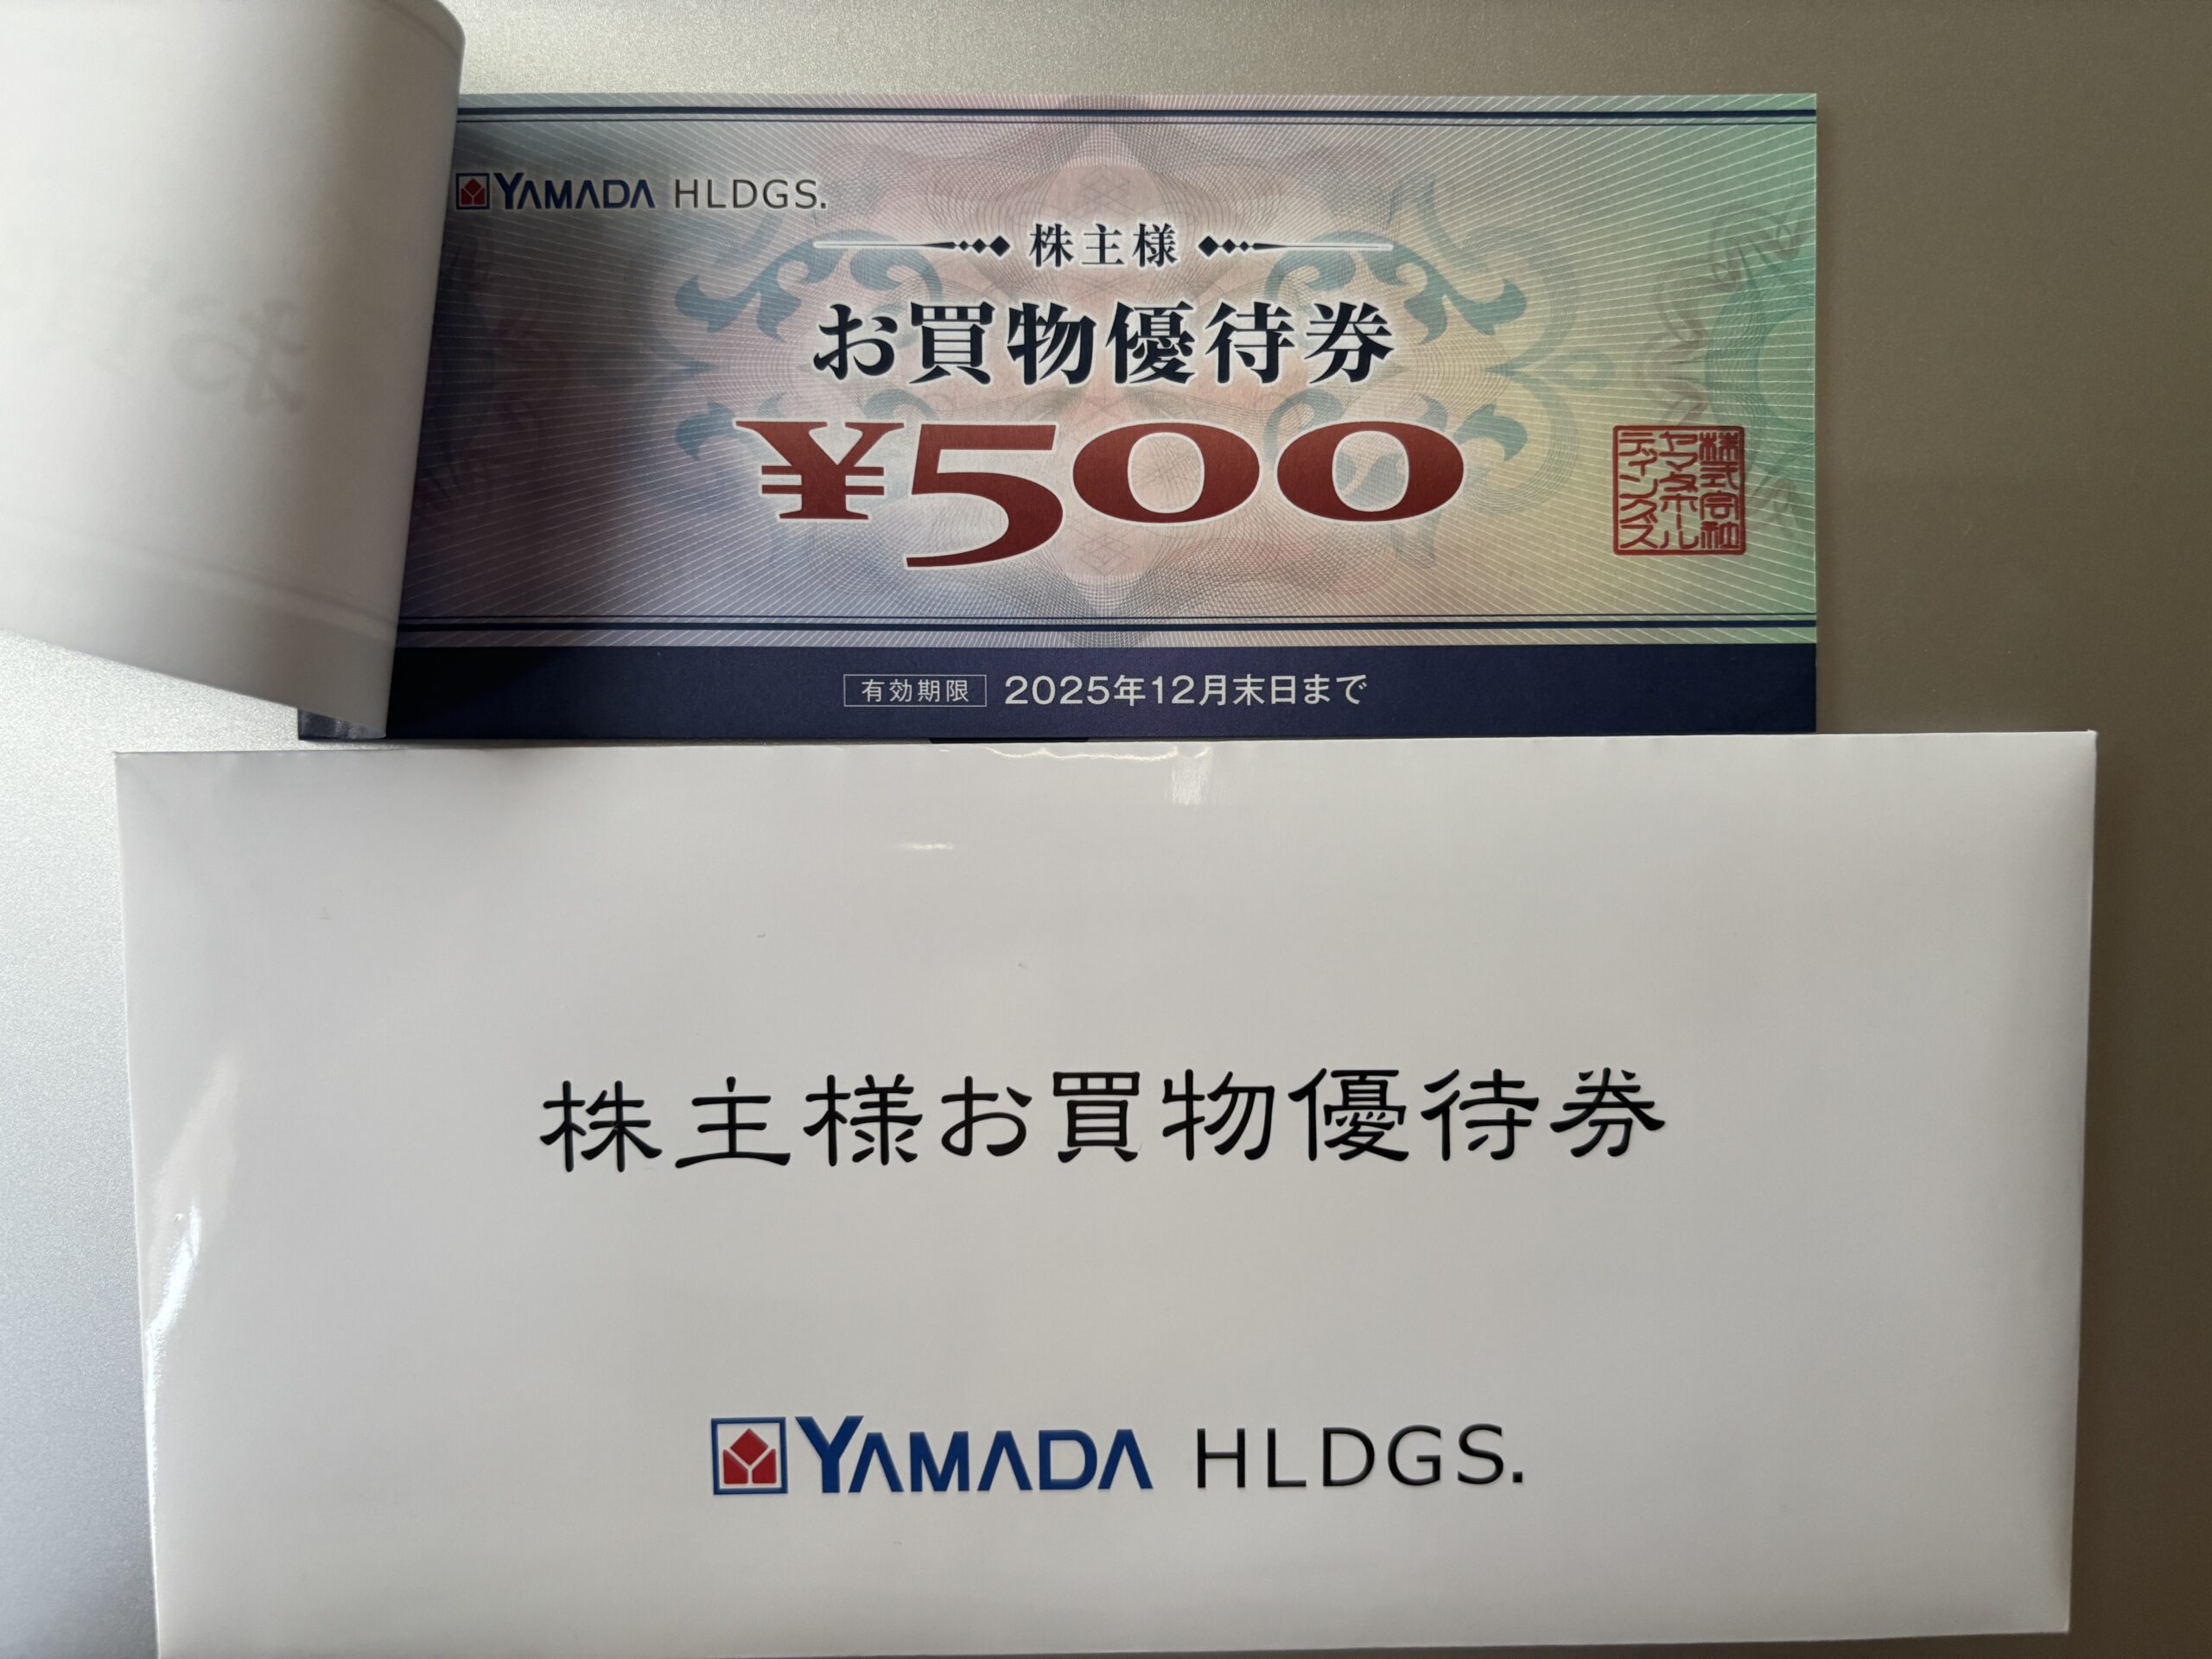 YAMADA HLDGS.
株主様
お買物優待券
¥500
株式会社
ヤマダホール
ディングス
有効期限 2025年12月末日まで
株主様お買物優待券
YAMADA HLDGS.